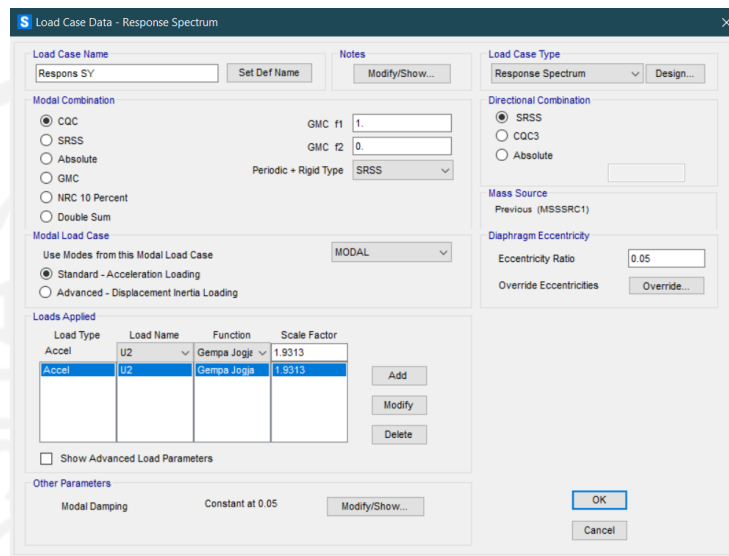 S Load Case Data - Response Spectrum
Load Case Name
Respons SY
Set Def Name
Notes
Modify/Show...
Load Case Type
Response Spectrum
Design...
Modal Combination
CQC
SRSS
Absolute
GMC
NRC 10 Percent
Double Sum
GMC f1 1.
GMC f2 0.
Periodic + Rigid Type SRSS
Directional Combination
SRSS
CQC3
Absolute
Mass Source
Previous (MSSSRC1)
Modal Load Case
Use Modes from this Modal Load Case MODAL
Standard - Acceleration Loading
Advanced - Displacement Inertia Loading
Diaphragm Eccentricity
Eccentricity Ratio 0.05
Override Eccentricities Override...
Loads Applied
Load Type Load Name Function Scale Factor
Accel U2 Gempa Jogja 1.9313
Accel U2 Gempa Jogja 1.9313
Add
Modify
Delete
Show Advanced Load Parameters
Other Parameters
Modal Damping Constant at 0.05 Modify/Show...
OK
Cancel